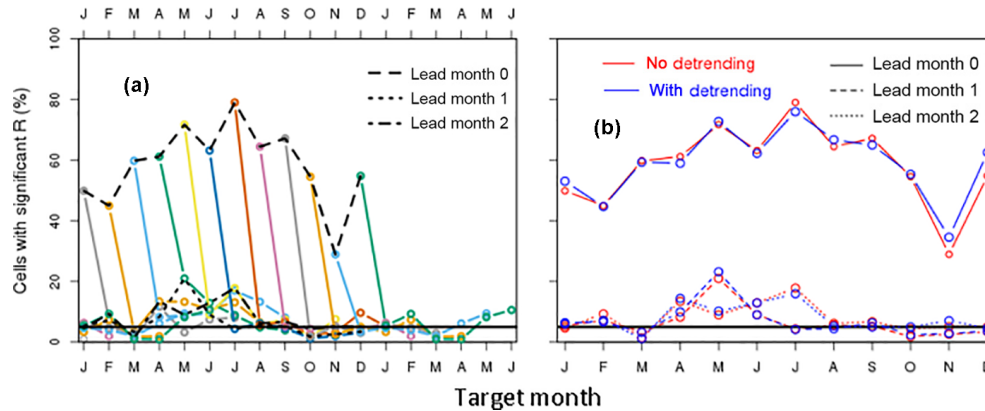 J F M A M J J A S O N D J F M A M J
100
80
60
40
20
0
Cells with significant R (%)
(a)
Lead month 0
Lead month 1
Lead month 2
J F M A M J J A S O N D J F M A M J
No detrending
With detrending
Lead month 0
Lead month 1
Lead month 2
(b)
J F M A M J J A S O N D
Target month